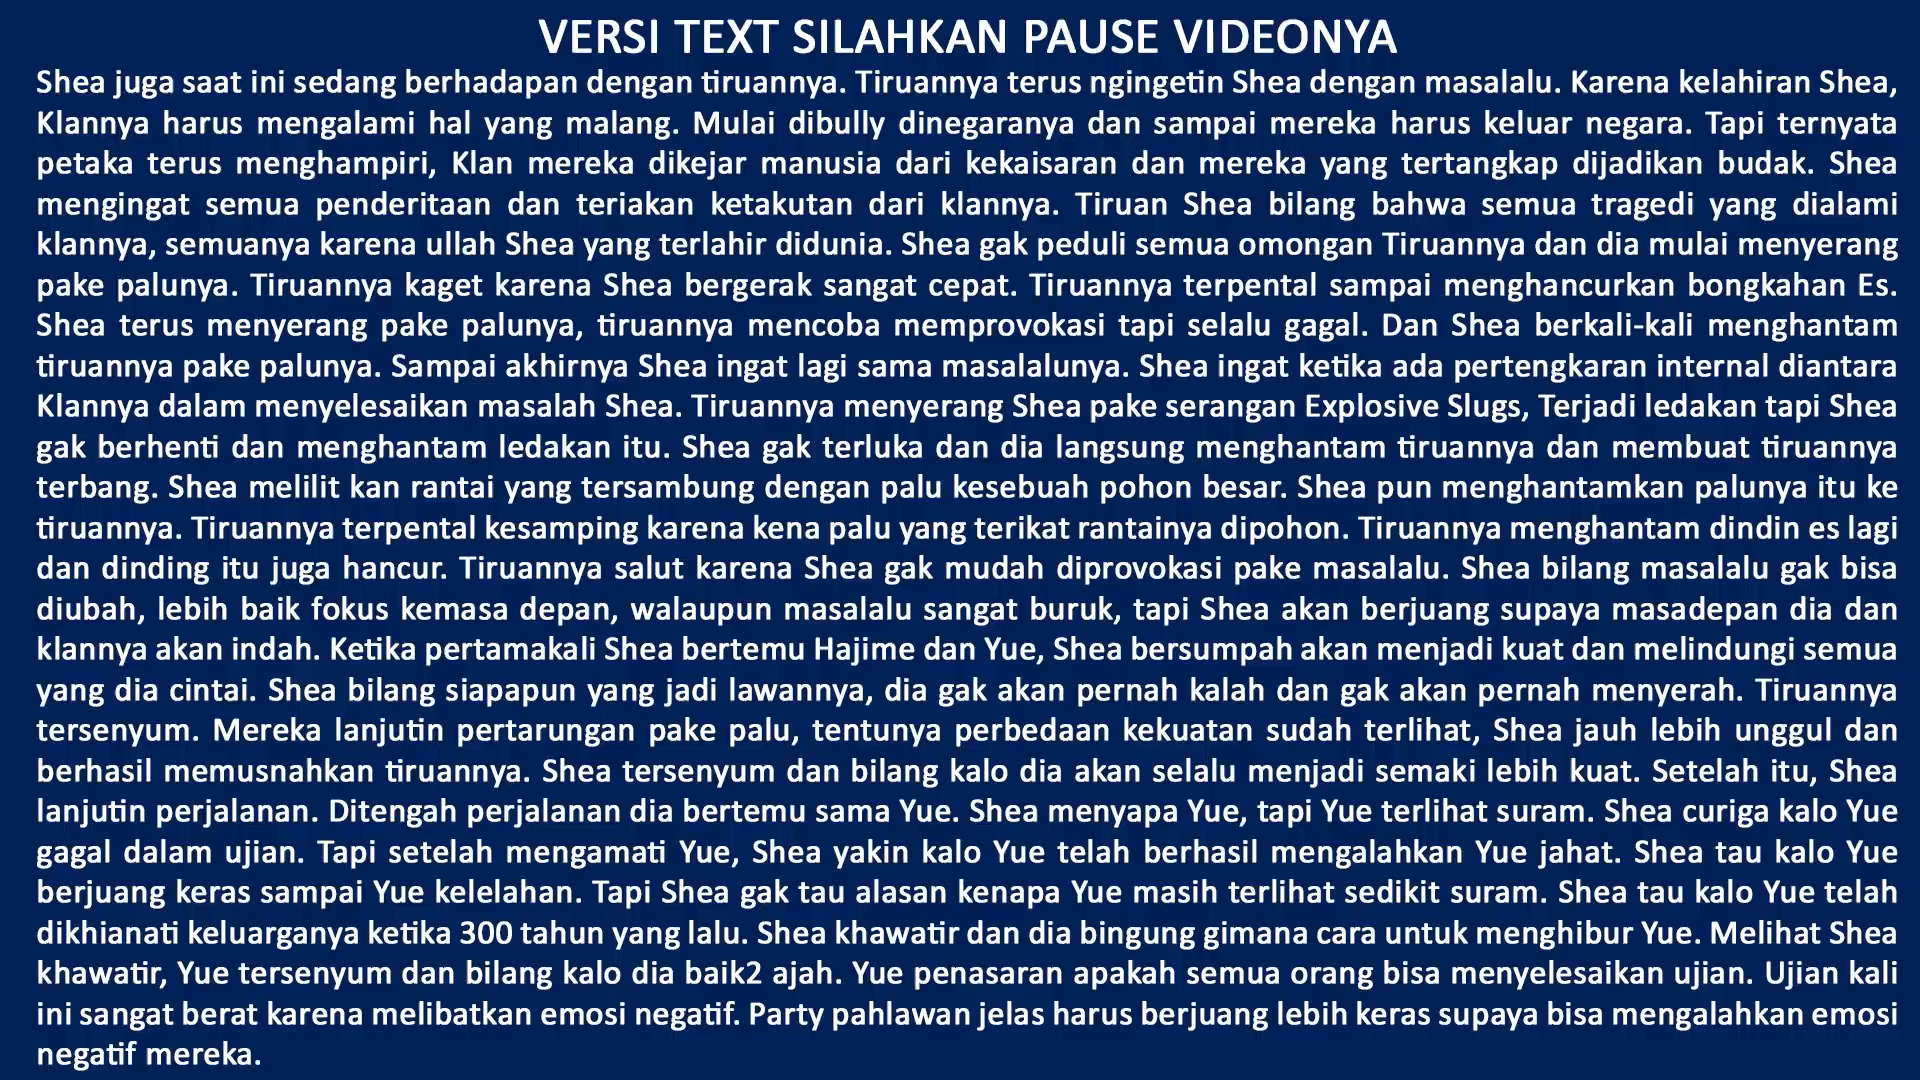 VERSI TEXT SILAHKAN PAUSE VIDEONYA
Shea juga saat ini sedang berhadapan dengan tiruannya. Tiruannya terus ngingetin Shea dengan masalalu. Karena kelahiran Shea,
Klannya harus mengalami hal yang malang. Mulai dibully dinegaranya dan sampai mereka harus keluar negara. Tapi ternyata
petaka terus menghampiri, Klan mereka dikejar manusia dari kekaisaran dan mereka yang tertangkap dijadikan budak. Shea
mengingat semua penderitaan dan teriakan ketakutan dari klannya. Tiruan Shea bilang bahwa semua tragedi yang dialami
klannya, semuanya karena ullah Shea yang terlahir didunia. Shea gak peduli semua omongan Tiruannya dan dia mulai menyerang
pake palunya. Tiruannya kaget karena Shea bergerak sangat cepat. Tiruannya terpental sampai menghancurkan bongkahan Es.
Shea terus menyerang pake palunya, tiruannya mencoba memprovokasi tapi selalu gagal. Dan Shea berkali-kali menghantam
tiruannya pake palunya. Sampai akhirnya Shea ingat lagi sama masalalunya. Shea ingat ketika ada pertengkaran internal diantara
Klannya dalam menyelesaikan masalah Shea. Tiruannya menyerang Shea pake serangan Explosive Slugs, Terjadi ledakan tapi Shea
gak berhenti dan menghantam ledakan itu. Shea gak terluka dan dia langsung menghantam tiruannya dan membuat tiruannya
terbang. Shea melilit kan rantai yang tersambung dengan palu kesebuah pohon besar. Shea pun menghantamkan palunya itu ke
tiruannya. Tiruannya terpental kesamping karena kena palu yang terikat rantainya dipohon. Tiruannya menghantam dindin es lagi
dan dinding itu juga hancur. Tiruannya salut karena Shea gak mudah diprovokasi pake masalalu. Shea bilang masalalu gak bisa
diubah, lebih baik fokus kemasa depan, walaupun masalalu sangat buruk, tapi Shea akan berjuang supaya masadepan dia dan
klannya akan indah. Ketika pertamakali Shea bertemu Hajime dan Yue, Shea bersumpah akan menjadi kuat dan melindungi semua
yang dia cintai. Shea bilang siapapun yang jadi lawannya, dia gak akan pernah kalah dan gak akan pernah menyerah. Tiruannya
tersenyum. Mereka lanjutin pertarungan pake palu, tentunya perbedaan kekuatan sudah terlihat, Shea jauh lebih unggul dan
berhasil memusnahkan tiruannya. Shea tersenyum dan bilang kalo dia akan selalu menjadi semaki lebih kuat. Setelah itu, Shea
lanjutin perjalanan. Ditengah perjalanan dia bertemu sama Yue. Shea menyapa Yue, tapi Yue terlihat suram. Shea curiga kalo Yue
gagal dalam ujian. Tapi setelah mengamati Yue, Shea yakin kalo Yue telah berhasil mengalahkan Yue jahat. Shea tau kalo Yue
berjuang keras sampai Yue kelelahan. Tapi Shea gak tau alasan kenapa Yue masih terlihat sedikit suram. Shea tau kalo Yue telah
dikhianati keluarganya ketika 300 tahun yang lalu. Shea khawatir dan dia bingung gimana cara untuk menghibur Yue. Melihat Shea
khawatir, Yue tersenyum dan bilang kalo dia baik2 ajah. Yue penasaran apakah semua orang bisa menyelesaikan ujian. Ujian kali
ini sangat berat karena melibatkan emosi negatif. Party pahlawan jelas harus berjuang lebih keras supaya bisa mengalahkan emosi
negatif mereka.